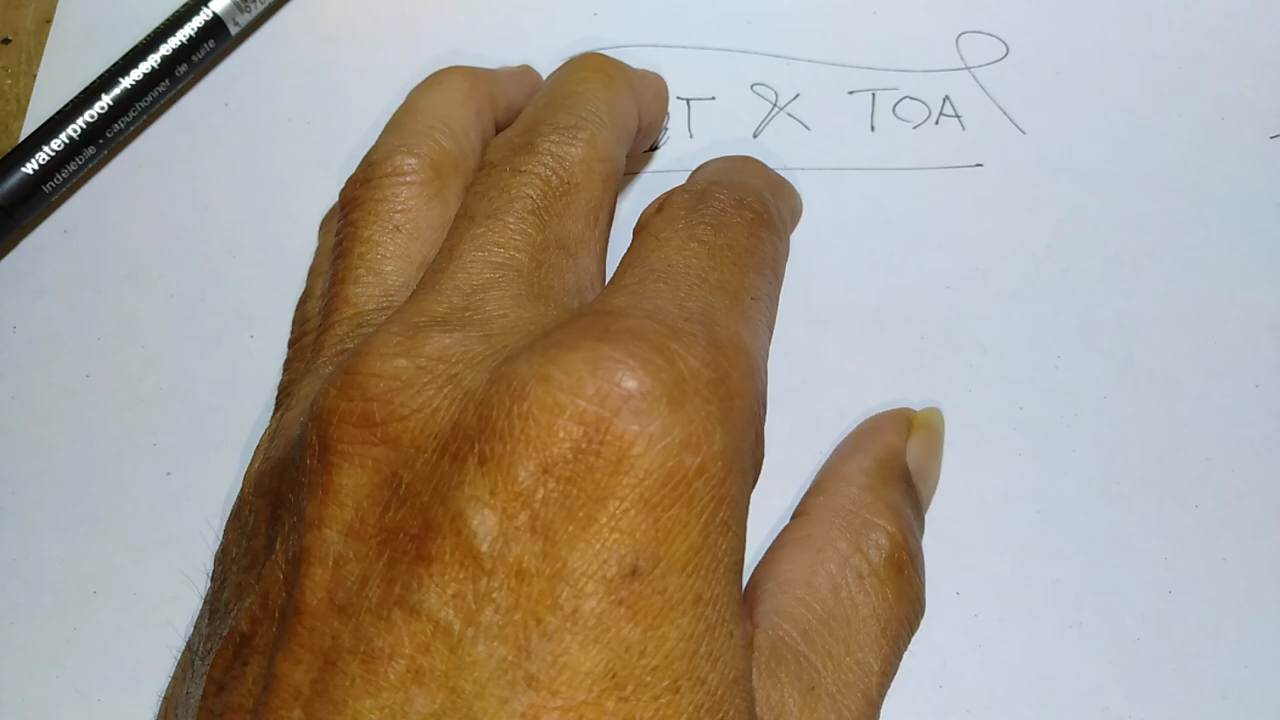 waterproof - keep capped
indélébile - capuchonner de suite
T & TOA